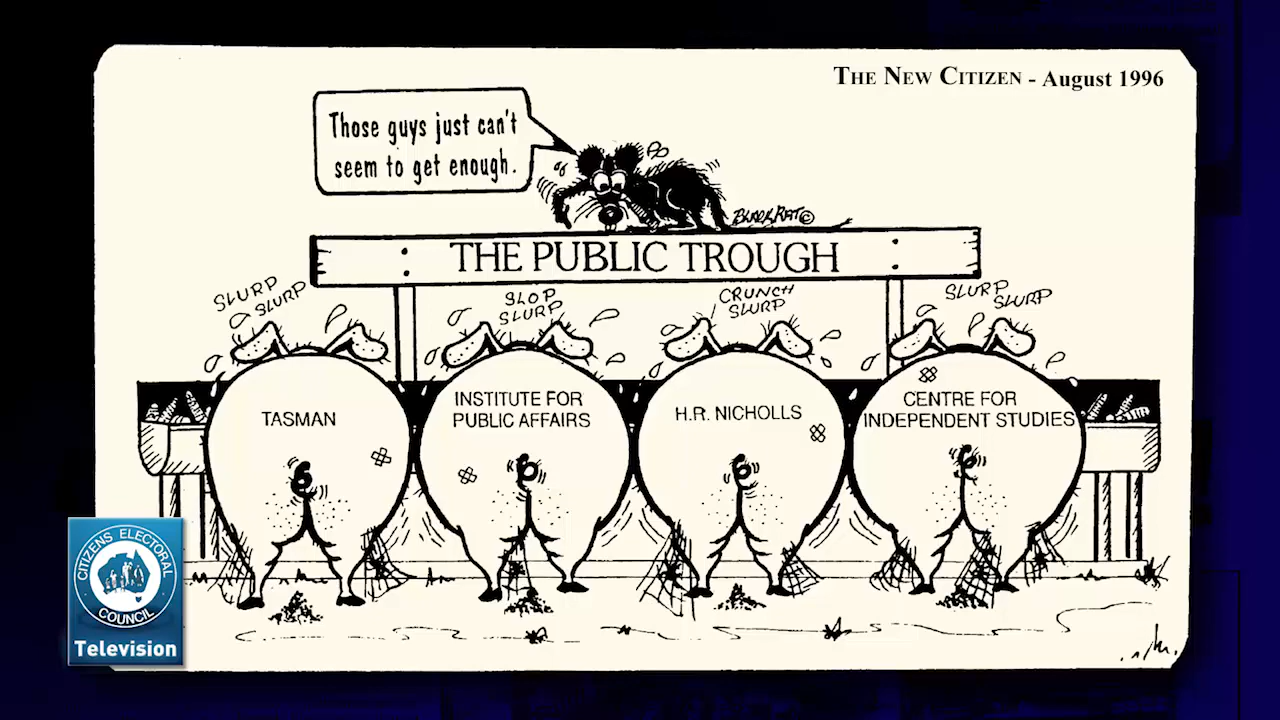 THE NEW CITIZEN - August 1996
Those guys just can't
seem to get enough.
BLACK RAT ©
THE PUBLIC TROUGH
SLURP
SLURP
SLOP
SLURP
CRUNCH
SLURP
SLURP
SLURP
TASMAN
INSTITUTE FOR
PUBLIC AFFAIRS
H.R. NICHOLLS
CENTRE FOR
INDEPENDENT STUDIES
CITIZENS ELECTORAL
COUNCIL
Television